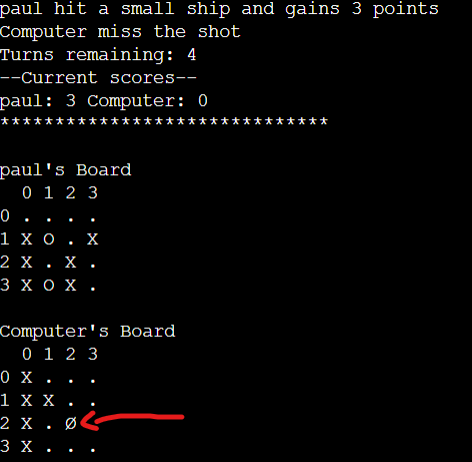 paul hit a small ship and gains 3 points
Computer miss the shot
Turns remaining: 4
--Current scores--
paul: 3 Computer: 0
******************************
paul's Board
  0 1 2 3
0 . . . .
1 X O . X
2 X . X .
3 X O X .
Computer's Board
  0 1 2 3
0 X . . .
1 X X . .
2 X . Ø
3 X . . .